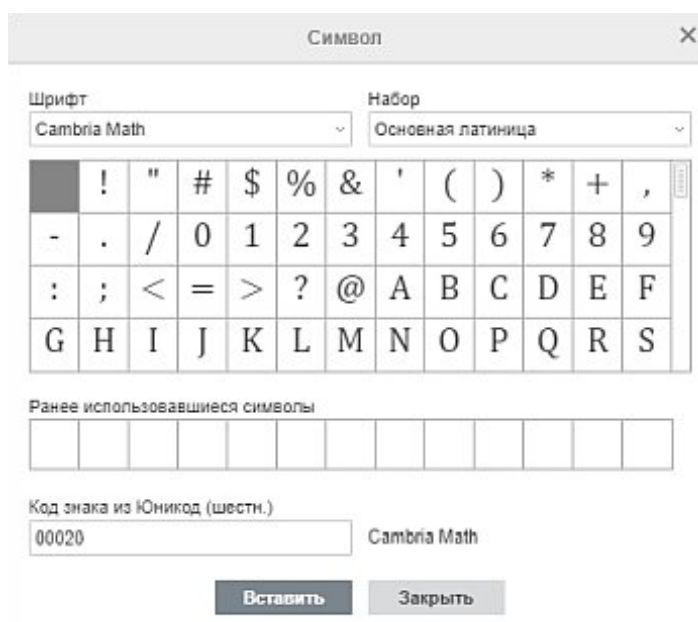 Символ
Шрифт Набор
Cambria Math Основная латиница
! " # $ % & ' ( ) * + ,
- . / 0 1 2 3 4 5 6 7 8 9
: ; < = > ? @ A B C D E F
G H I J K L M N O P Q R S
Ранее использовавшиеся символы
Код знака из Юникод (шестн.)
00020 Cambria Math
Вставить Закрыть